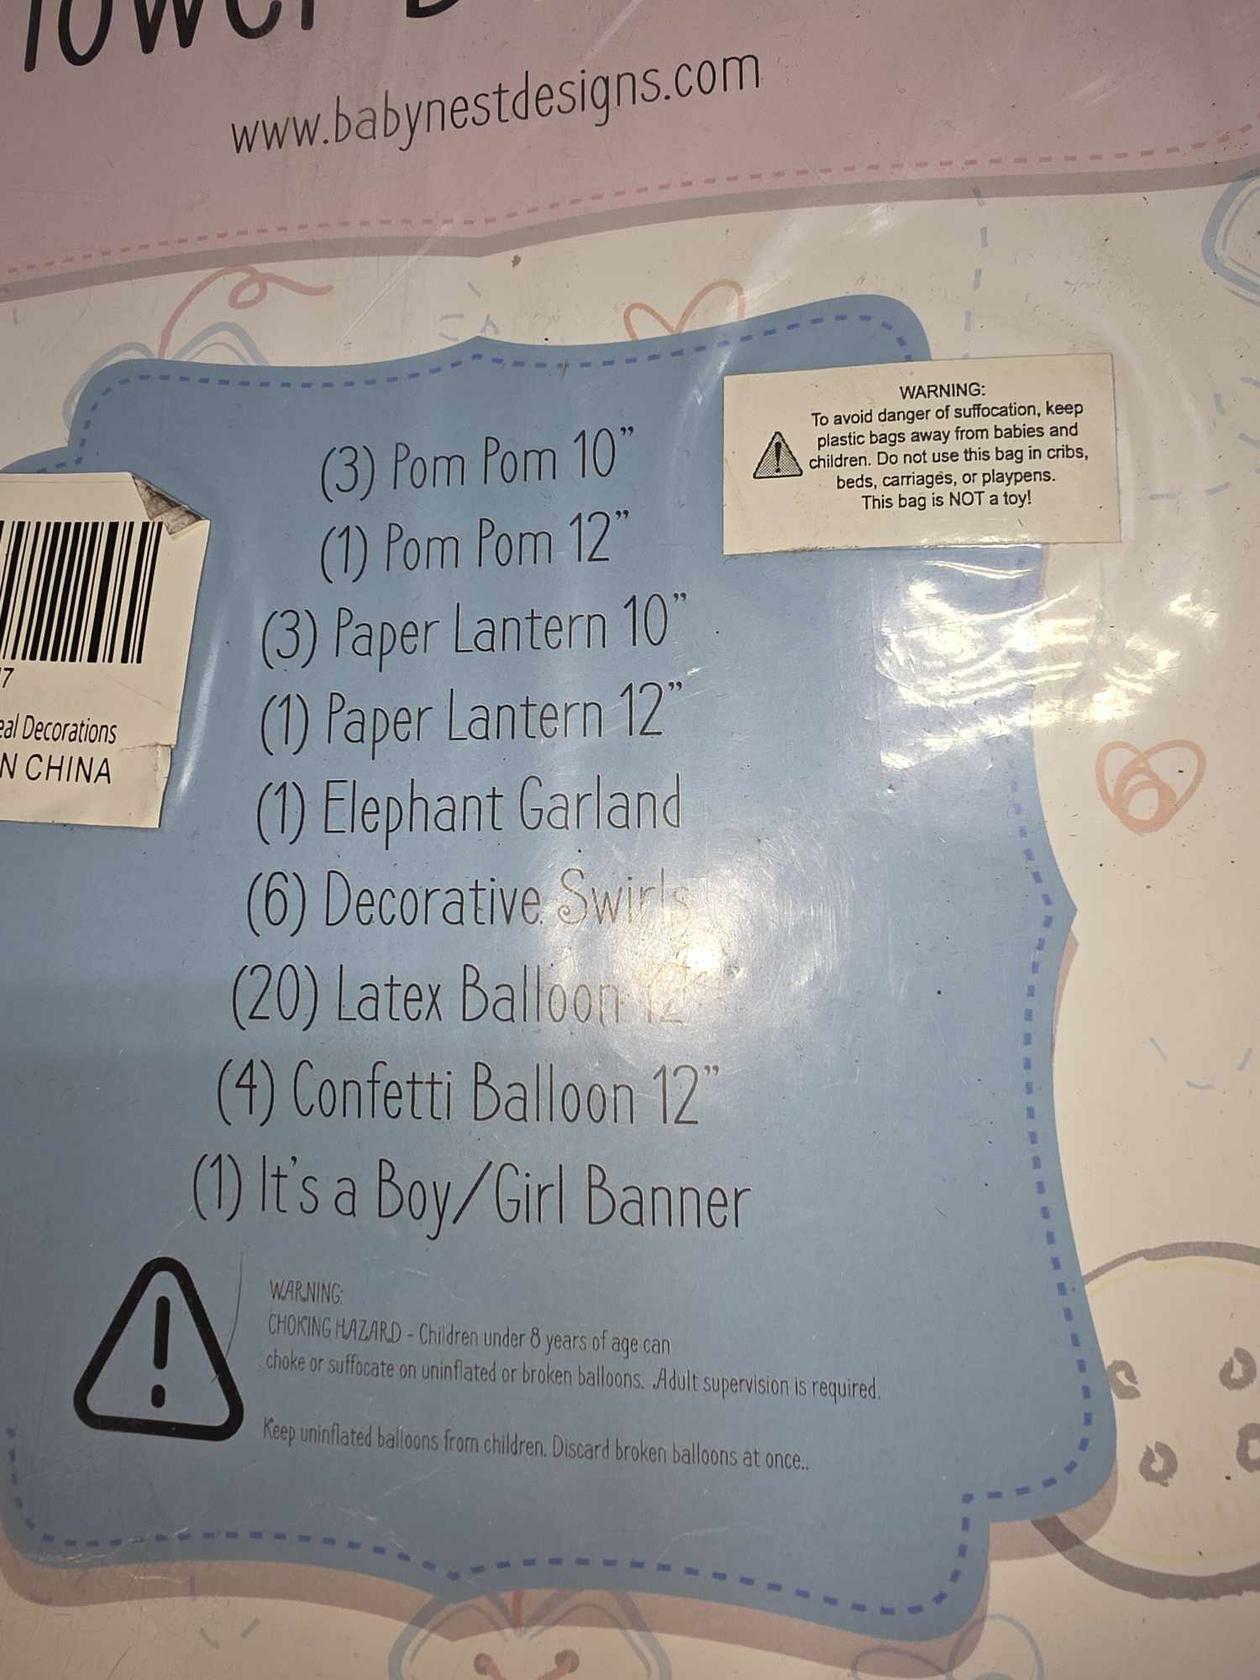 www.babynestdesigns.com
WARNING:
To avoid danger of suffocation, keep
plastic bags away from babies and
children. Do not use this bag in cribs,
beds, carriages, or playpens.
This bag is NOT a toy!
(3) Pom Pom 10”
(1) Pom Pom 12”
(3) Paper Lantern 10”
(1) Paper Lantern 12”
(1) Elephant Garland
(6) Decorative Swirls
(20) Latex Balloon 12"
(4) Confetti Balloon 12”
(1) It's a Boy/Girl Banner
7
Decorations
CHINA
WARNING:
CHOKING HAZARD - Children under 8 years of age can
choke or suffocate on uninflated or broken balloons. Adult supervision is required.
Keep uninflated balloons from children. Discard broken balloons at once..